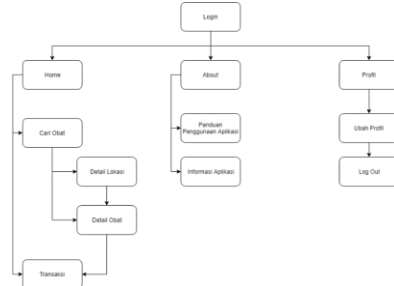 Login
Home
About
Profil
Cari Obat
Panduan
Penggunaan Aplikasi
Ubah Profil
Detail Lokasi
Informasi Aplikasi
Log Out
Detail Obat
Transaksi